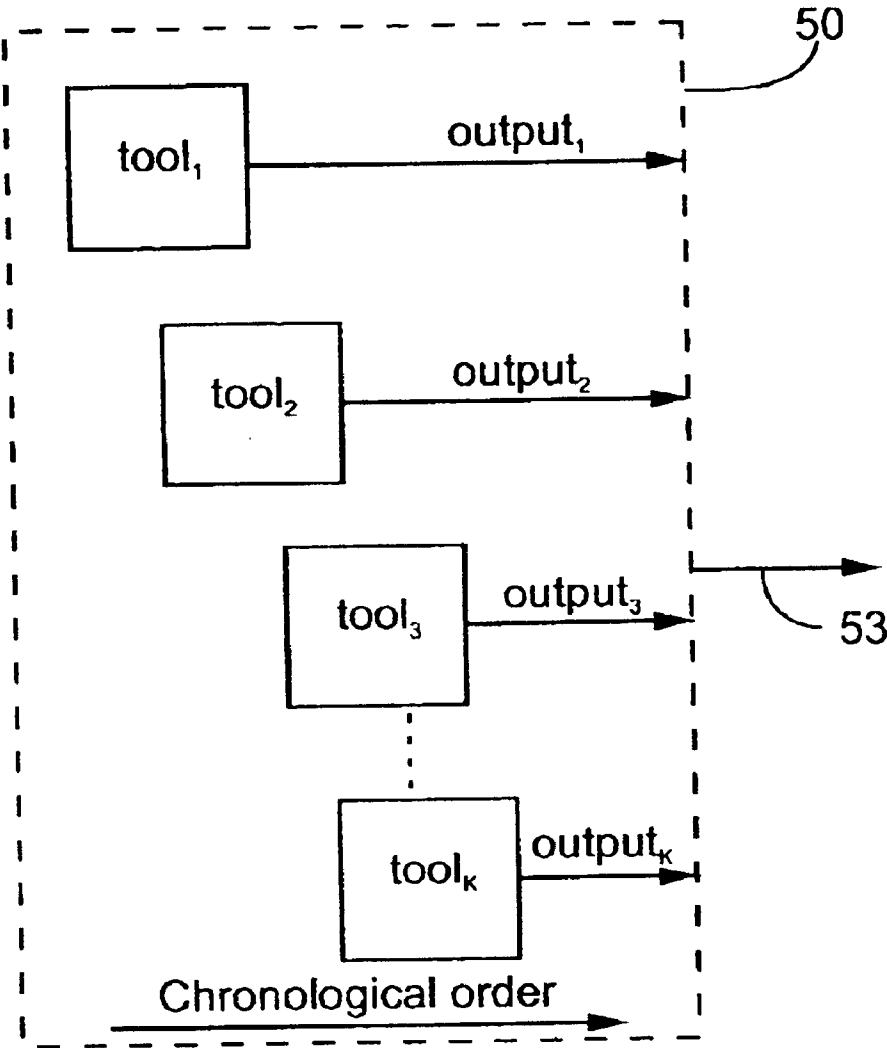 50
tool₁
output₁
tool₂
output₂
tool₃
output₃
53
toolₖ
outputₖ
Chronological order